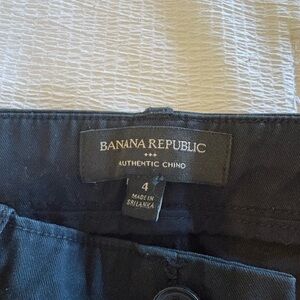 BANANA REPUBLIC
+++
AUTHENTIC CHINO
4
MADE IN
SRI LANKA